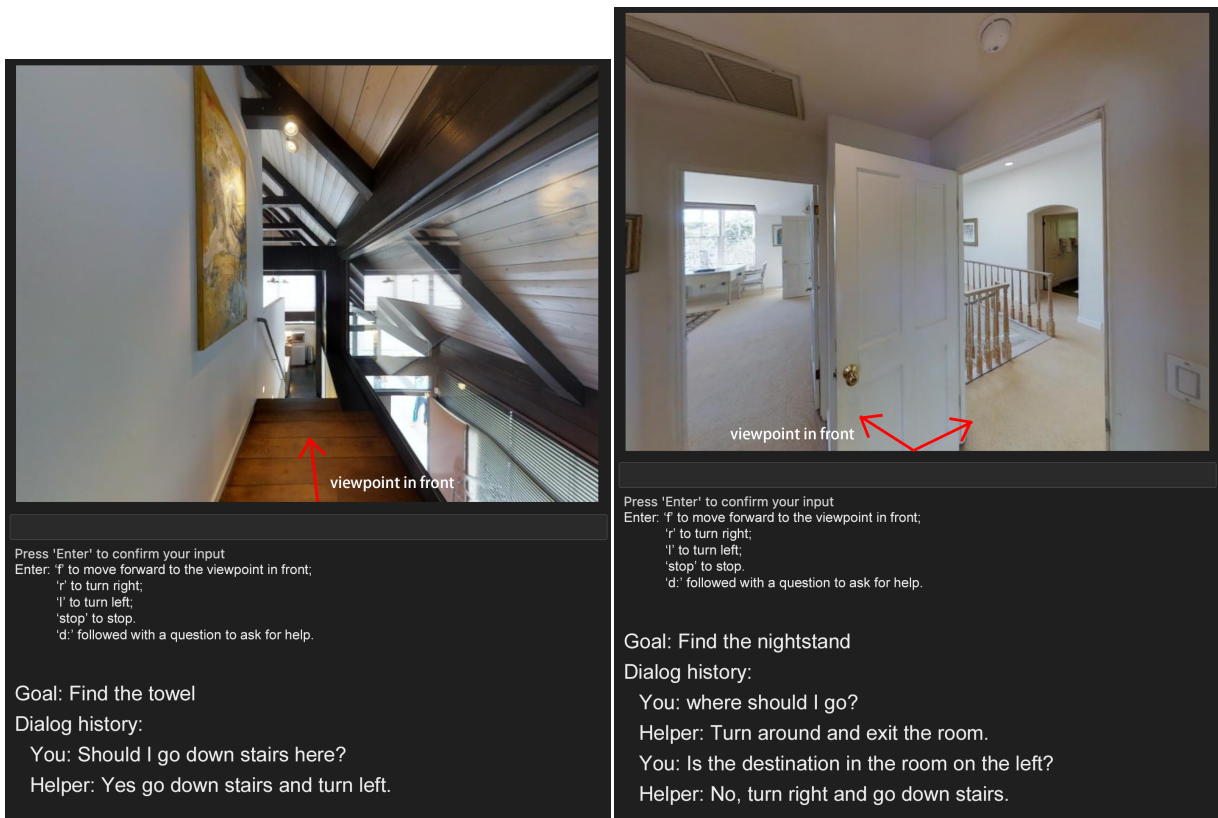 viewpoint in front
Press 'Enter' to confirm your input
Enter: 'f' to move forward to the viewpoint in front;
'r' to turn right;
'l' to turn left;
'stop' to stop.
'd:' followed with a question to ask for help.
Goal: Find the towel
Dialog history:
You: Should I go down stairs here?
Helper: Yes go down stairs and turn left.
viewpoint in front
Press 'Enter' to confirm your input
Enter: 'f' to move forward to the viewpoint in front;
'r' to turn right;
'l' to turn left;
'stop' to stop.
'd:' followed with a question to ask for help.
Goal: Find the nightstand
Dialog history:
You: where should I go?
Helper: Turn around and exit the room.
You: Is the destination in the room on the left?
Helper: No, turn right and go down stairs.